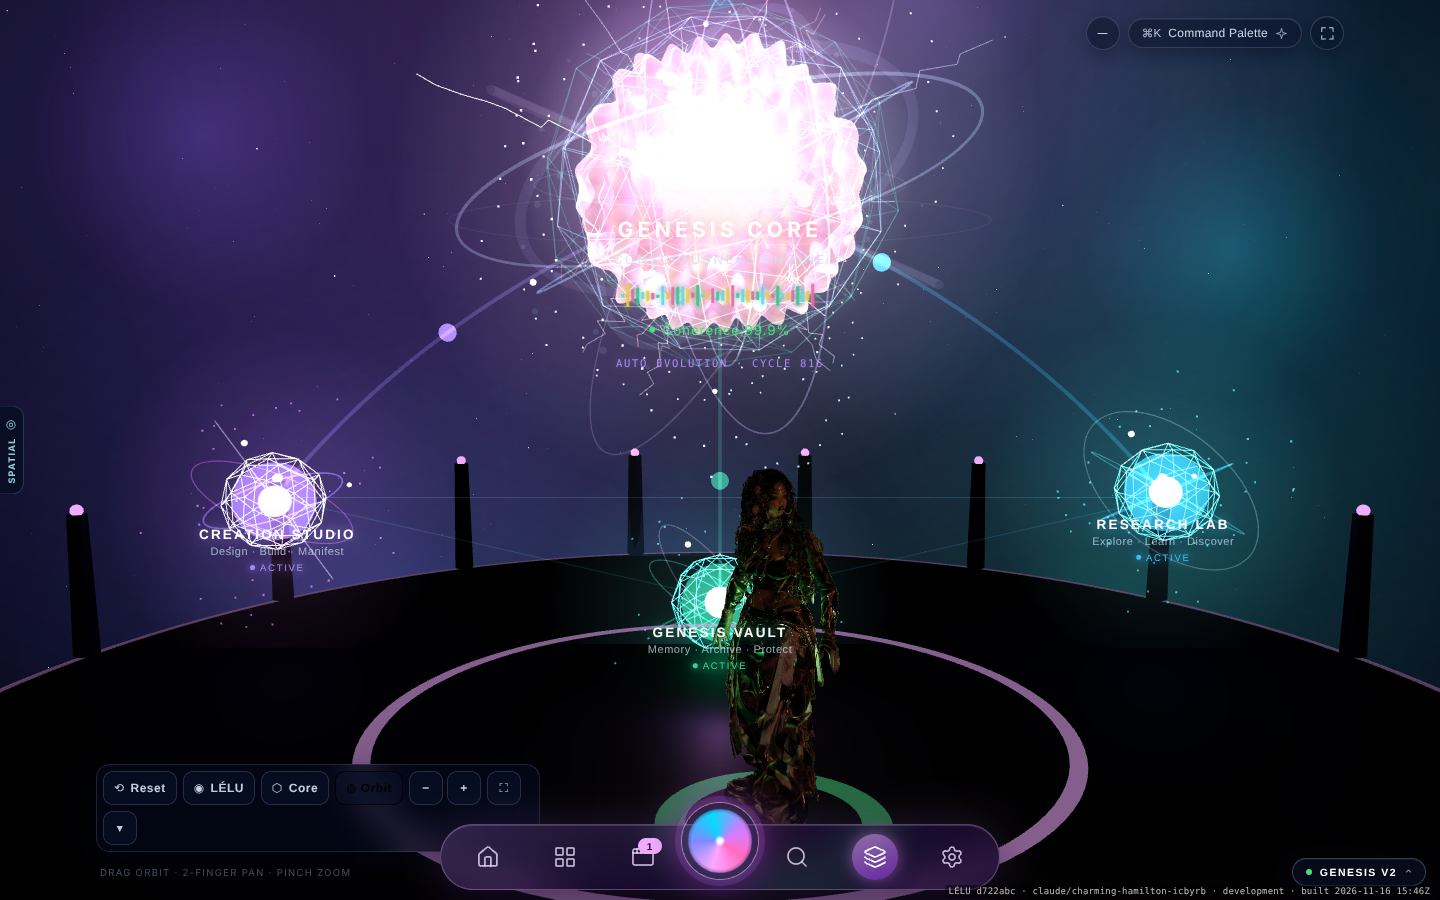 ⌘K Command Palette
GENESIS CORE
Coherence 99.9%
AUTO EVOLUTION · CYCLE 816
SPATIAL
CREATION STUDIO
Design · Build · Manifest
ACTIVE
RESEARCH LAB
Explore · Learn · Discover
ACTIVE
GENESIS VAULT
Memory · Archive · Protect
ACTIVE
Reset
LÉLU
Core
Orbit
1
DRAG ORBIT · 2-FINGER PAN · PINCH ZOOM
GENESIS V2
LÉLU d722abc · claude/charming-hamilton-icbyrb · development · built 2026-11-16 15:46Z